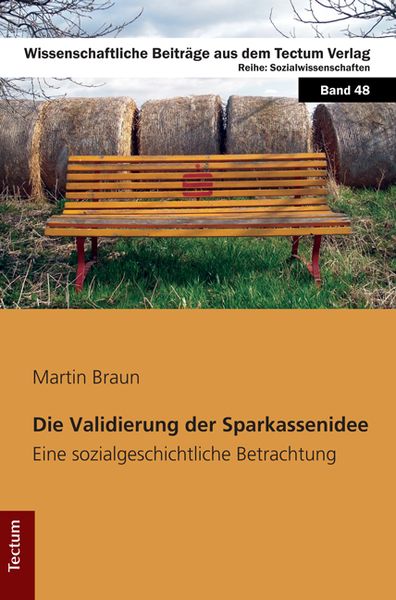 Wissenschaftliche Beiträge aus dem Tectum Verlag
Reihe: Sozialwissenschaften
Band 48
Martin Braun
Die Validierung der Sparkassenidee
Eine sozialgeschichtliche Betrachtung
Tectum